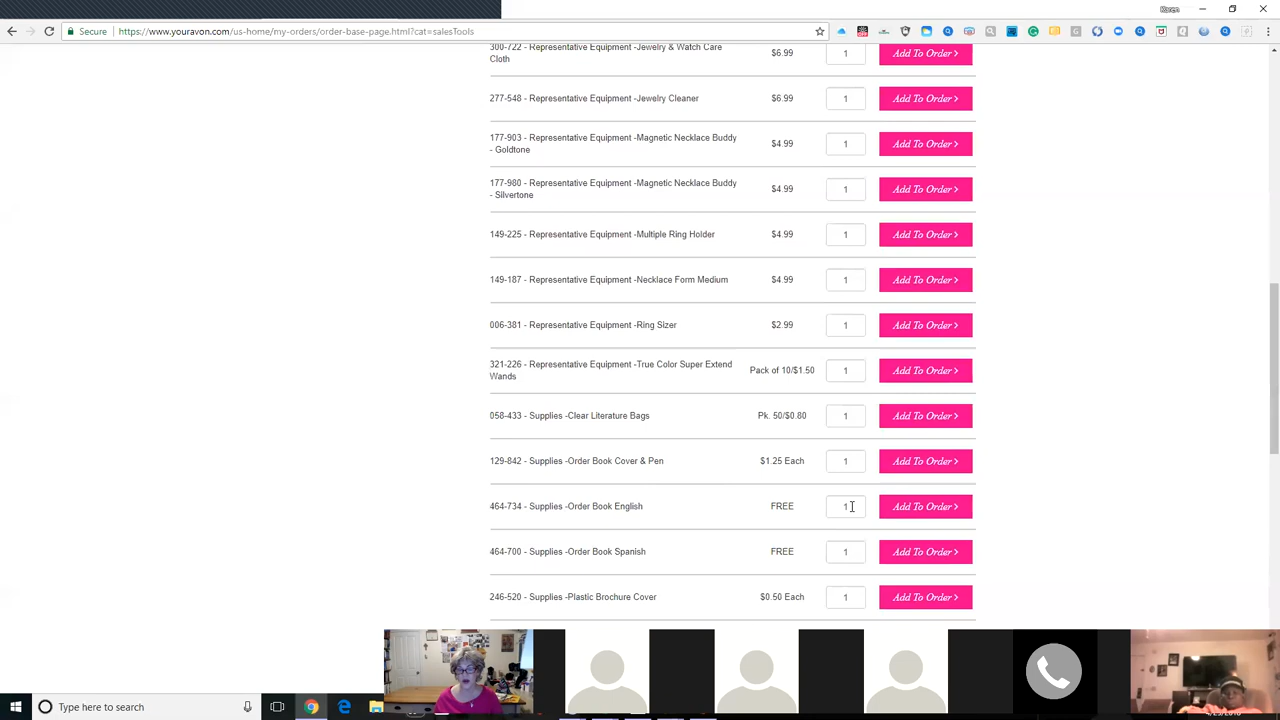 Karen
Secure
https://www.youravon.com/us-home/my-orders/order-base-page.html?cat=salesTools
300-722 - Representative Equipment -Jewelry & Watch Care
Cloth
$6.99
1
Add To Order >
277-548 - Representative Equipment -Jewelry Cleaner
$6.99
1
Add To Order >
177-903 - Representative Equipment -Magnetic Necklace Buddy
- Goldtone
$4.99
1
Add To Order >
177-980 - Representative Equipment -Magnetic Necklace Buddy
- Silvertone
$4.99
1
Add To Order >
149-225 - Representative Equipment -Multiple Ring Holder
$4.99
1
Add To Order >
149-187 - Representative Equipment -Necklace Form Medium
$4.99
1
Add To Order >
006-381 - Representative Equipment -Ring Sizer
$2.99
1
Add To Order >
321-226 - Representative Equipment -True Color Super Extend
Wands
Pack of 10/$1.50
1
Add To Order >
058-433 - Supplies -Clear Literature Bags
Pk. 50/$0.80
1
Add To Order >
129-842 - Supplies -Order Book Cover & Pen
$1.25 Each
1
Add To Order >
464-734 - Supplies -Order Book English
FREE
1
Add To Order >
464-700 - Supplies -Order Book Spanish
FREE
1
Add To Order >
246-520 - Supplies -Plastic Brochure Cover
$0.50 Each
1
Add To Order >
Type here to search